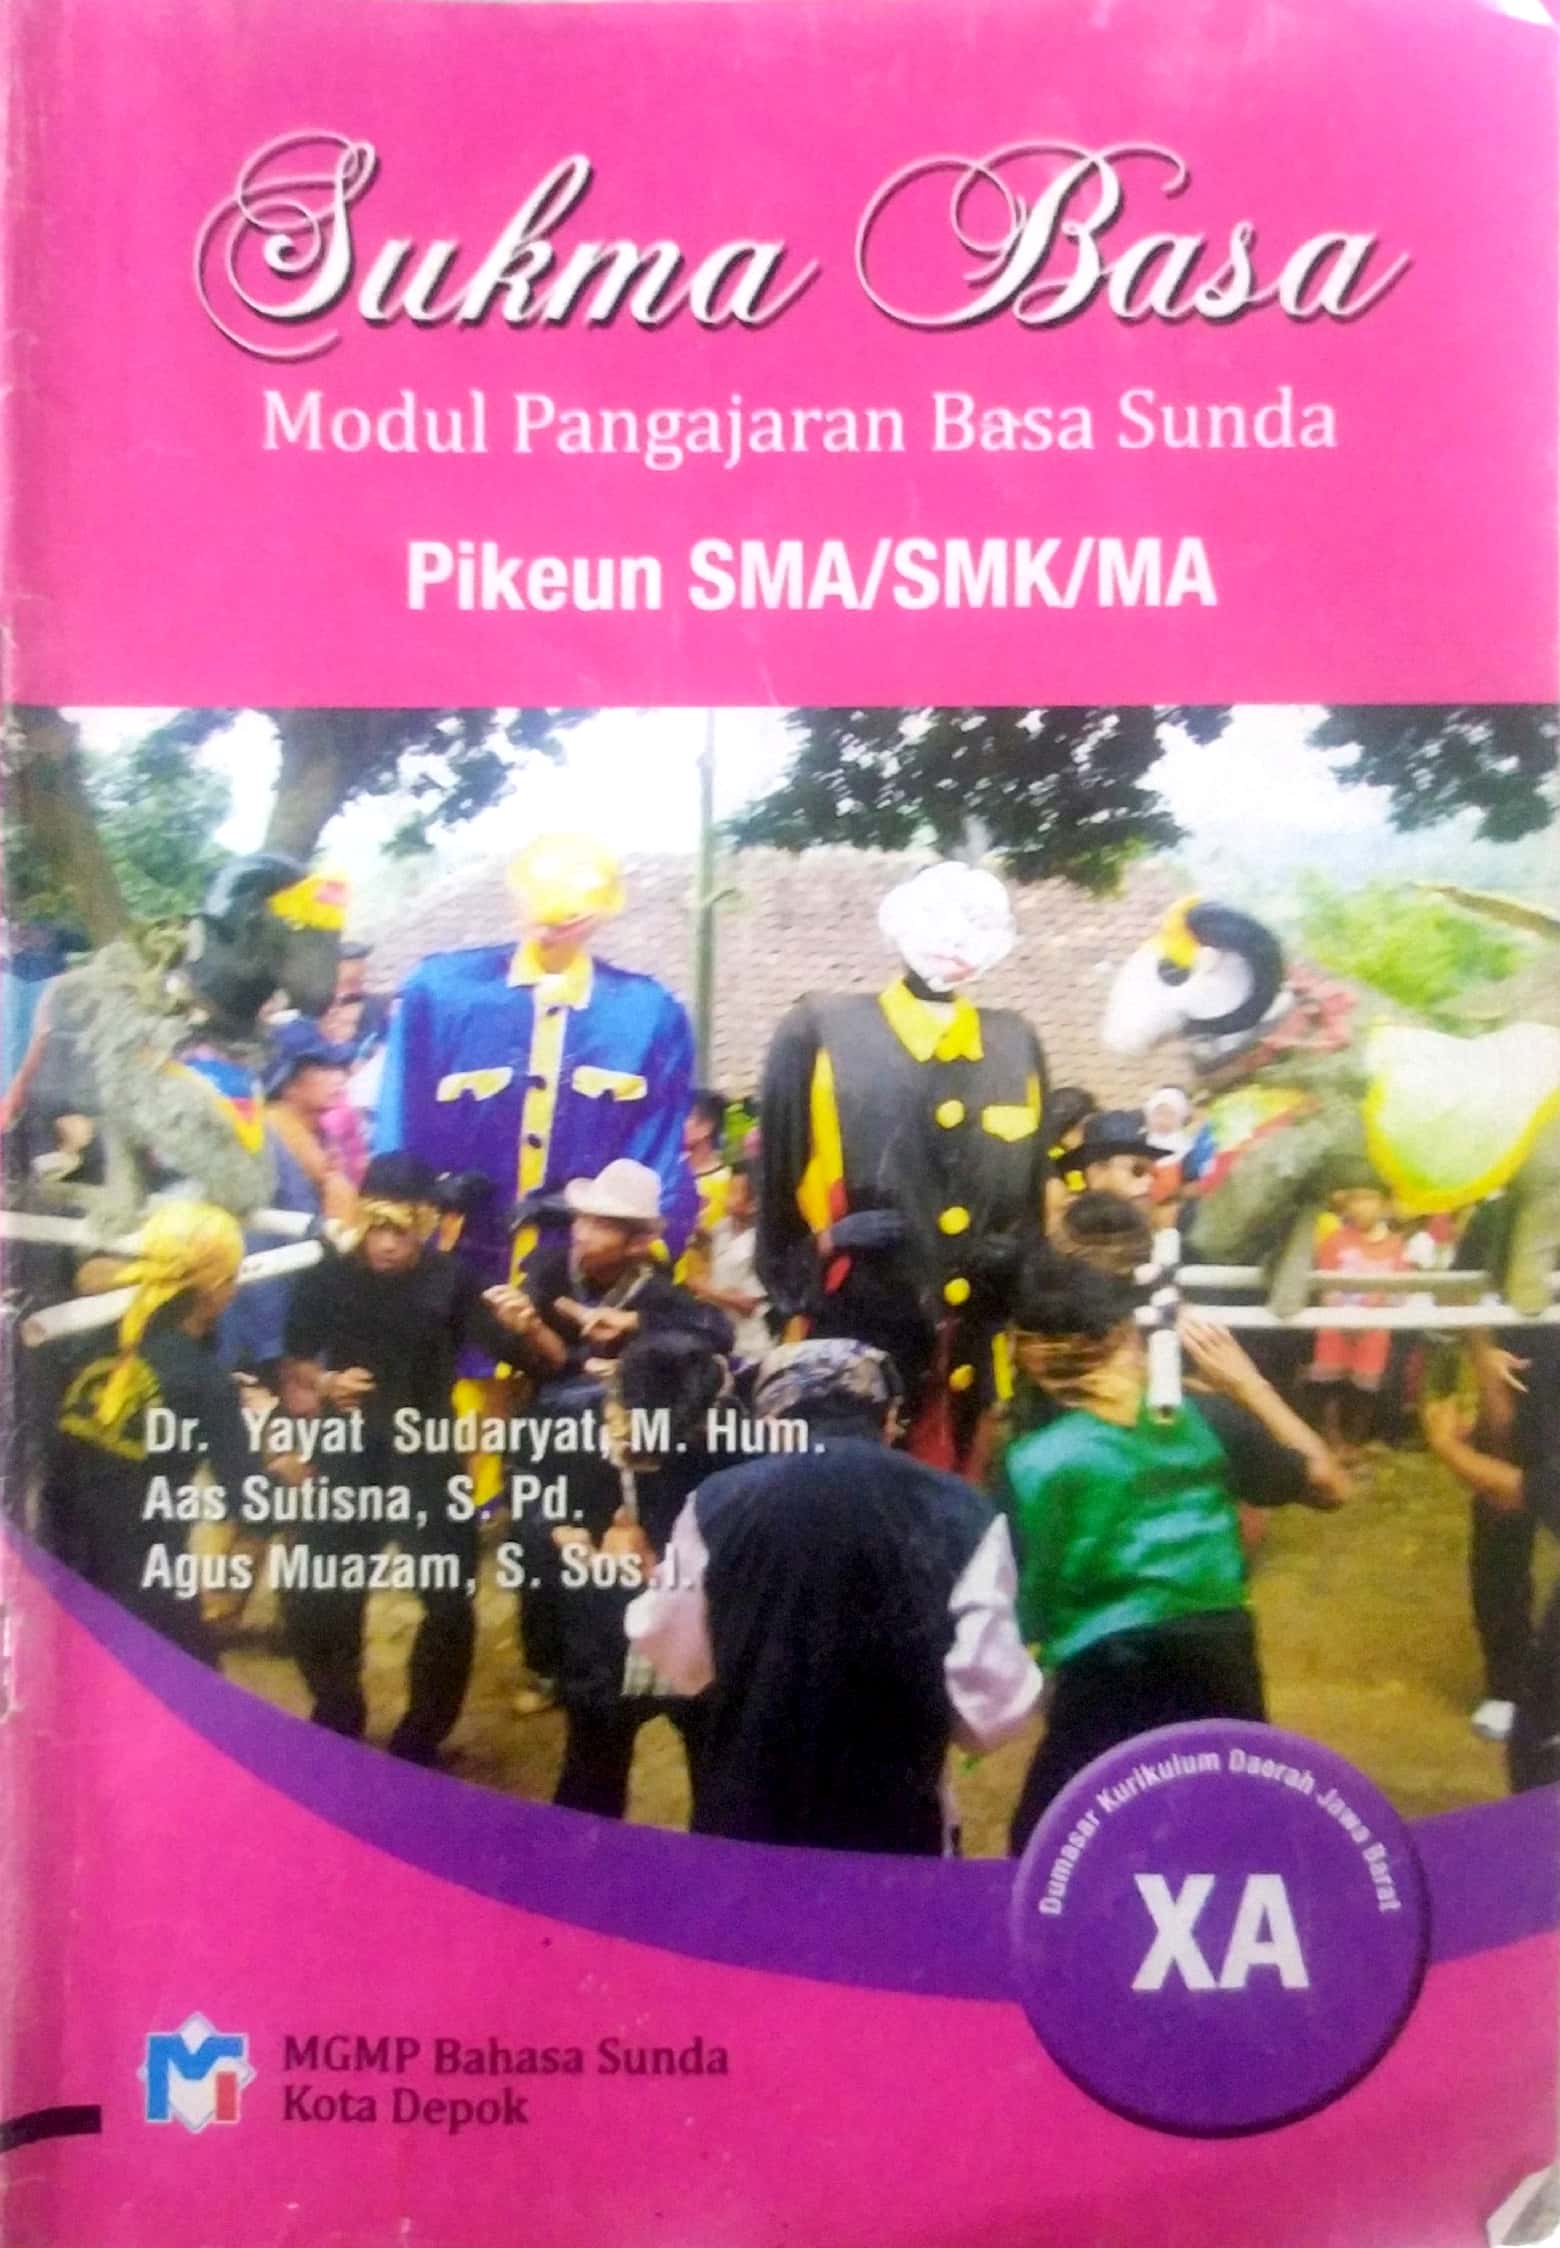 Sukma Basa
Modul Pangajaran Basa Sunda
Pikeun SMA/SMK/MA
Dr. Yayat Sudaryat, M. Hum.
Aas Sutisna, S. Pd.
Agus Muazam, S. Sos.I.
Dumasar Kurikulum Daerah Jawa Barat
XA
MGMP Bahasa Sunda
Kota Depok